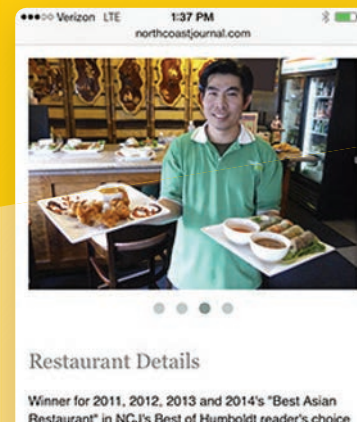 Verizon LTE 1:37 PM
northcoastjournal.com
Restaurant Details
Winner for 2011, 2012, 2013 and 2014's "Best Asian
Restaurant" in NCJ's Best of Humboldt reader's choice